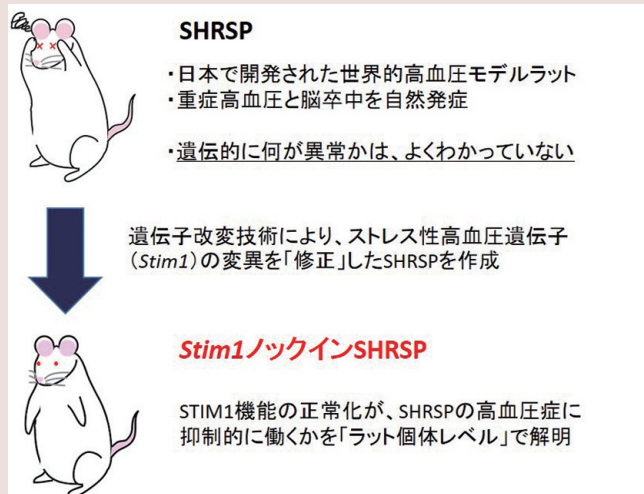 SHRSP
・日本で開発された世界的高血圧モデルラット
・重症高血圧と脳卒中を自然発症
・遺伝的に何が異常かは、よくわかっていない
遺伝子改変技術により、ストレス性高血圧遺伝子
（Stim1）の変異を「修正」したSHRSPを作成
Stim1ノックインSHRSP
STIM1機能の正常化が、SHRSPの高血圧症に
抑制的に働くかを「ラット個体レベル」で解明